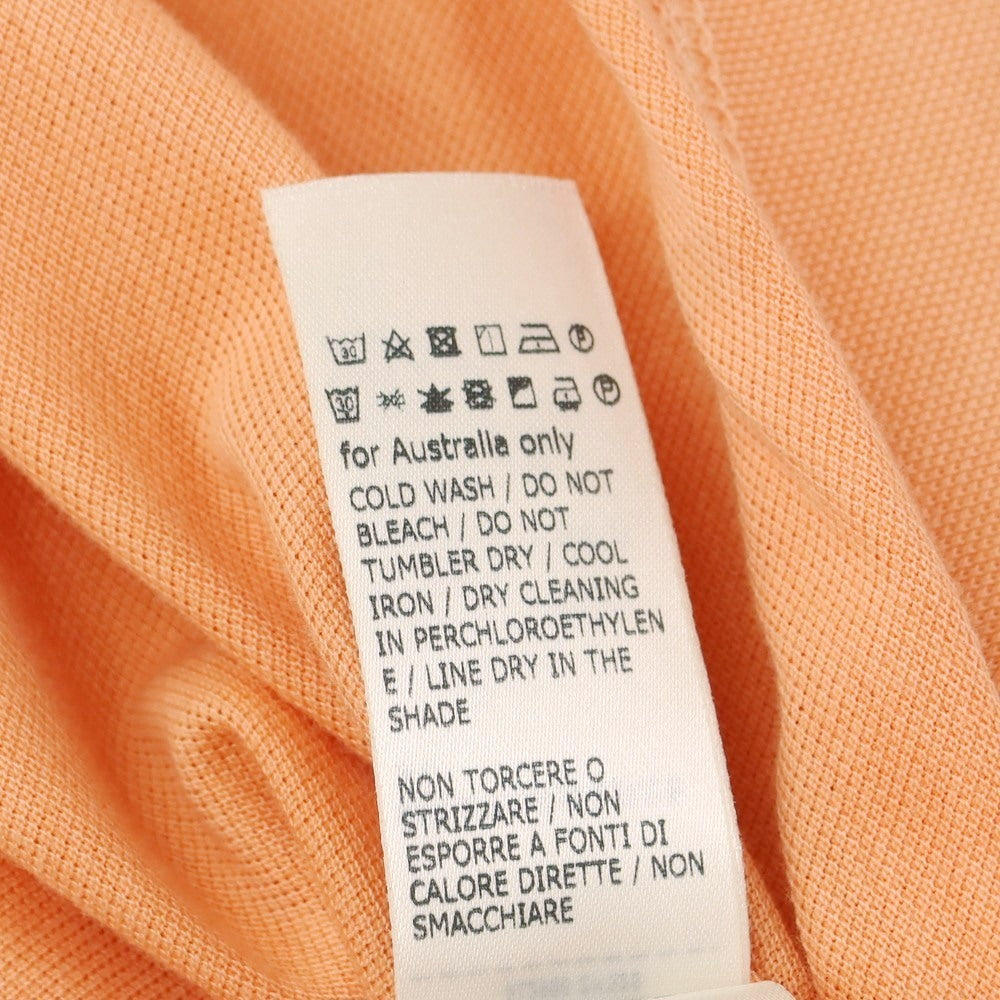 30 P
30 P
for Australia only
COLD WASH / DO NOT
BLEACH / DO NOT
TUMBLER DRY / COOL
IRON / DRY CLEANING
IN PERCHLOROETHYLEN
E / LINE DRY IN THE
SHADE
NON TORCERE O
STRIZZARE / NON
ESPORRE A FONTI DI
CALORE DIRETTE / NON
SMACCHIARE